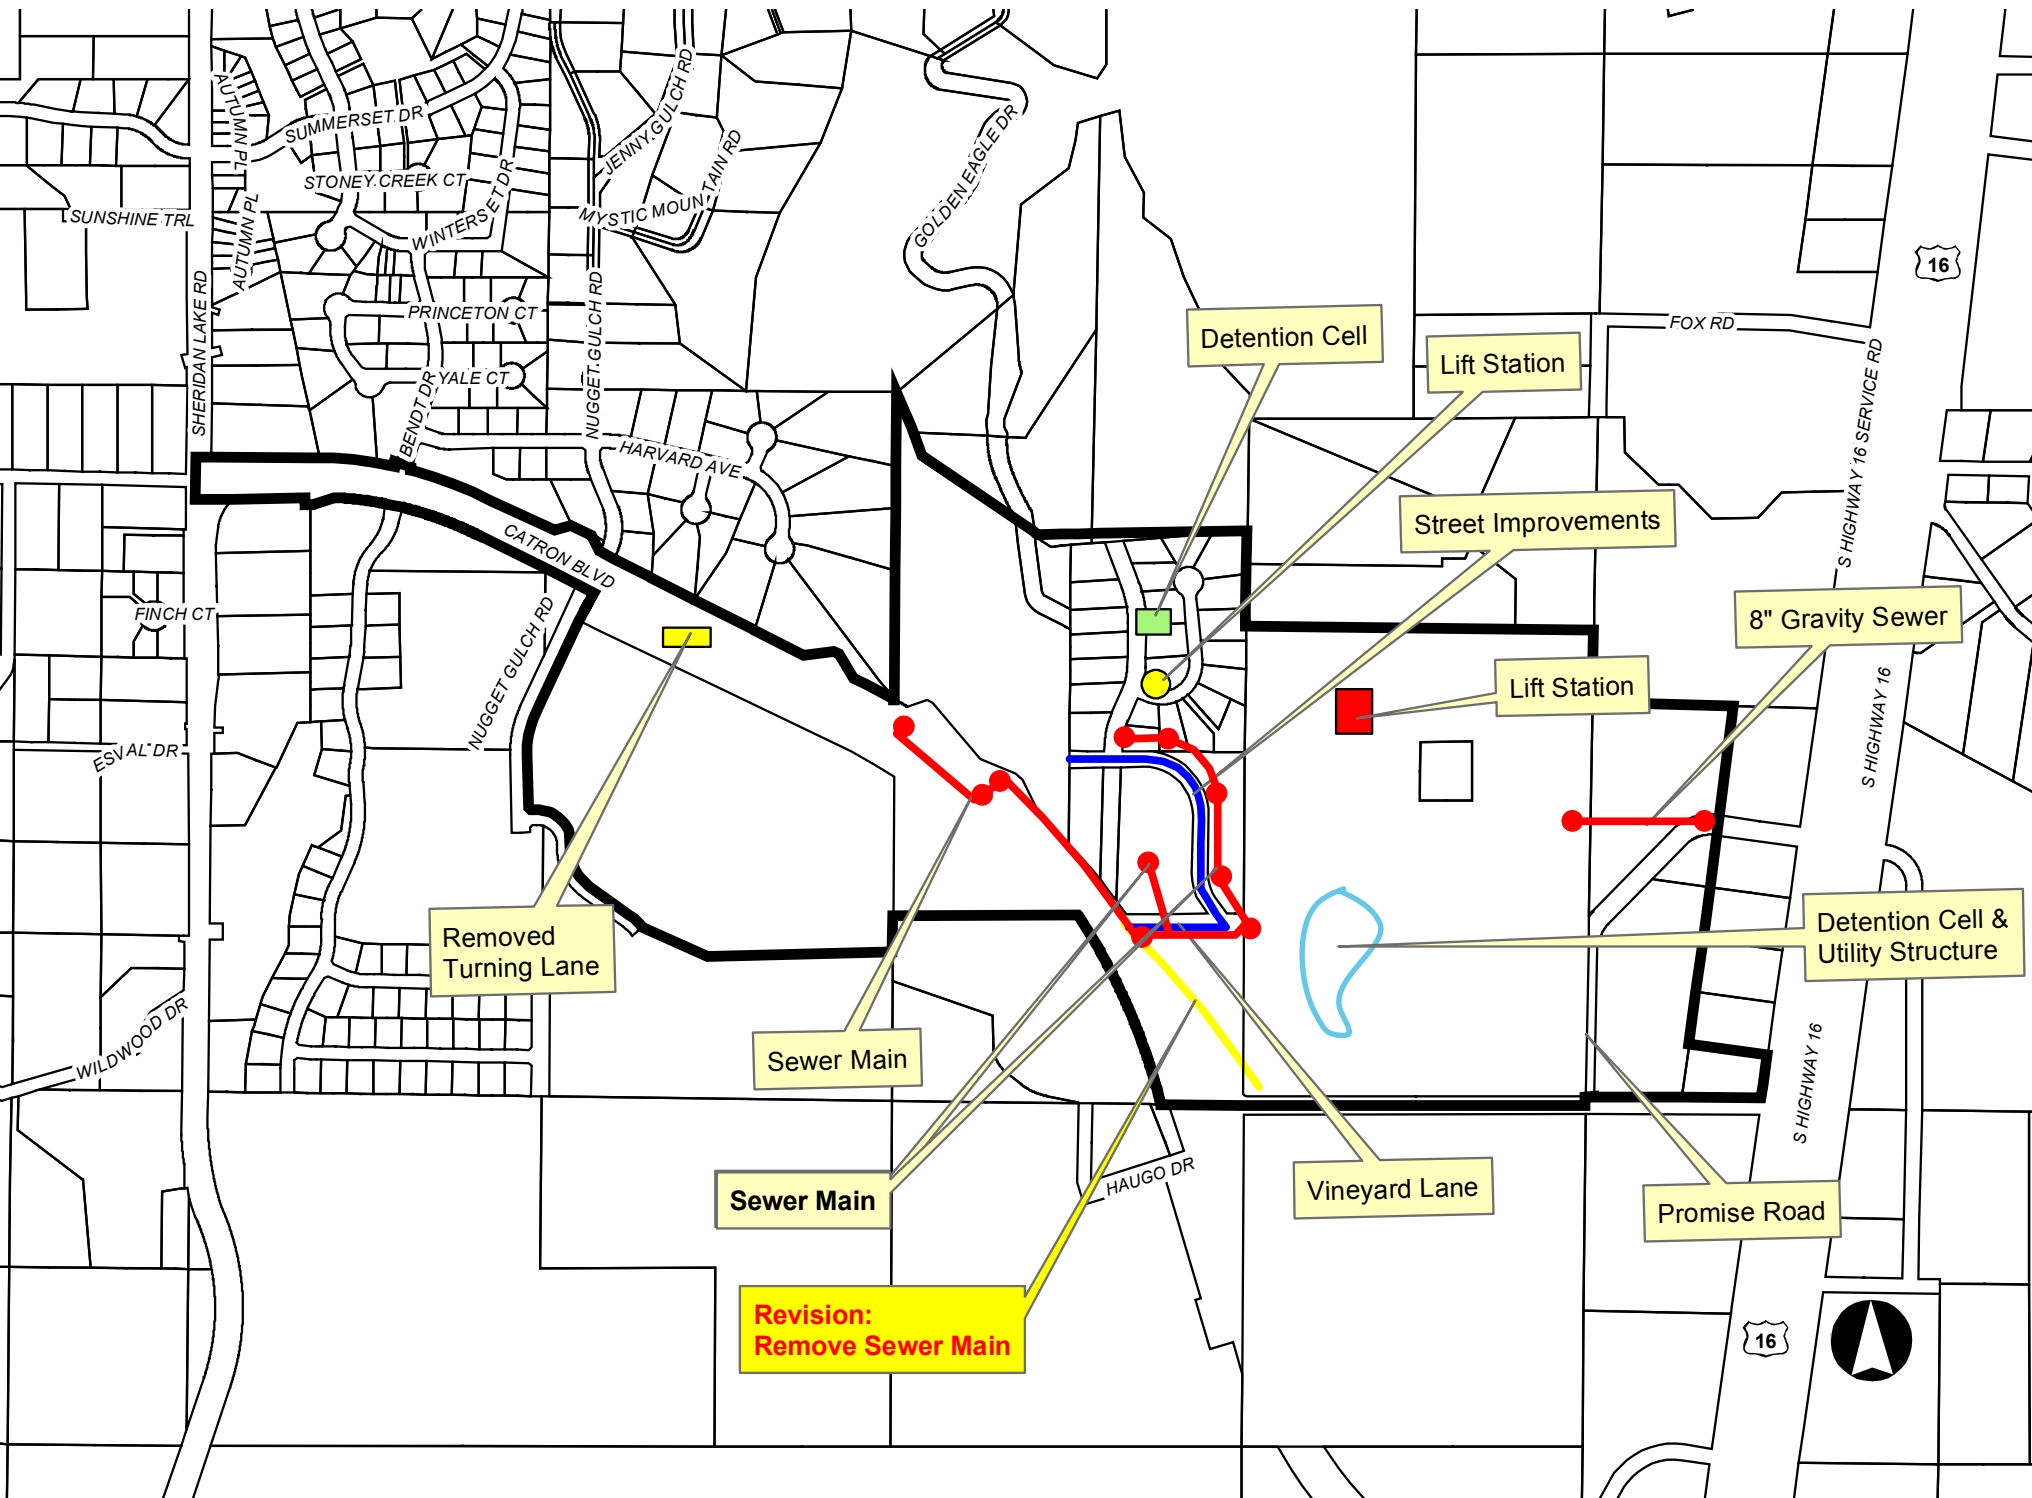 AUTUMN PL
SUMMERSET DR
JENNY GULCH RD
STONEY CREEK CT
MYSTIC MOUNTAIN RD
GOLDEN EAGLE DR
SUNSHINE TRL
AUTUMN PL
WINTERSET DR
16
SHERIDAN LAKE RD
PRINCETON CT
NUGGET GULCH RD
Detention Cell
FOX RD
Lift Station
YALE CT
BENDT DR
S HIGHWAY 16 SERVICE RD
HARVARD AVE
Street Improvements
CATRON BLVD
FINCH CT
NUGGET GULCH RD
8" Gravity Sewer
Lift Station
S HIGHWAY 16
Removed
Turning Lane
Detention Cell &
Utility Structure
WILDWOOD DR
Sewer Main
S HIGHWAY 16
Sewer Main
HAUGO DR
Vineyard Lane
Promise Road
Revision:
Remove Sewer Main
16